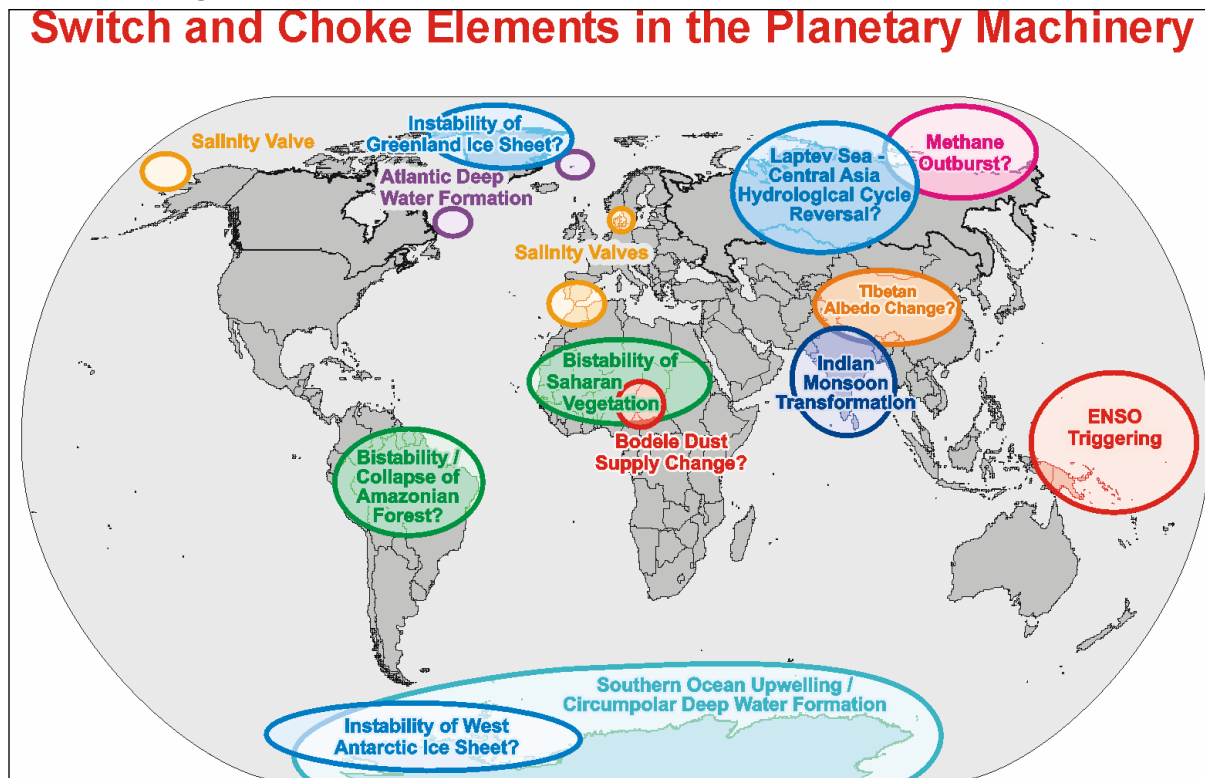 Switch and Choke Elements in the Planetary Machinery
Salinity Valve
Instability of
Greenland Ice Sheet?
Atlantic Deep
Water Formation
Laptev Sea -
Central Asia
Hydrological Cycle
Reversal?
Methane
Outburst?
Salinity Valves
Tibetan
Albedo Change?
Bistability of
Saharan
Vegetation
Indian
Monsoon
Transformation
Bodele Dust
Supply Change?
ENSO
Triggering
Bistability /
Collapse of
Amazonian
Forest?
Southern Ocean Upwelling /
Circumpolar Deep Water Formation
Instability of West
Antarctic Ice Sheet?